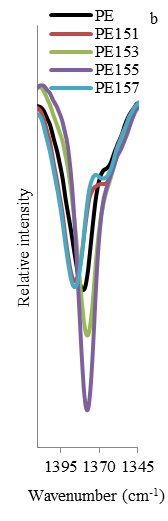 PE b
PE151
PE153
PE155
PE157
Relative intensity
1395 1370 1345
Wavenumber (cm⁻¹)